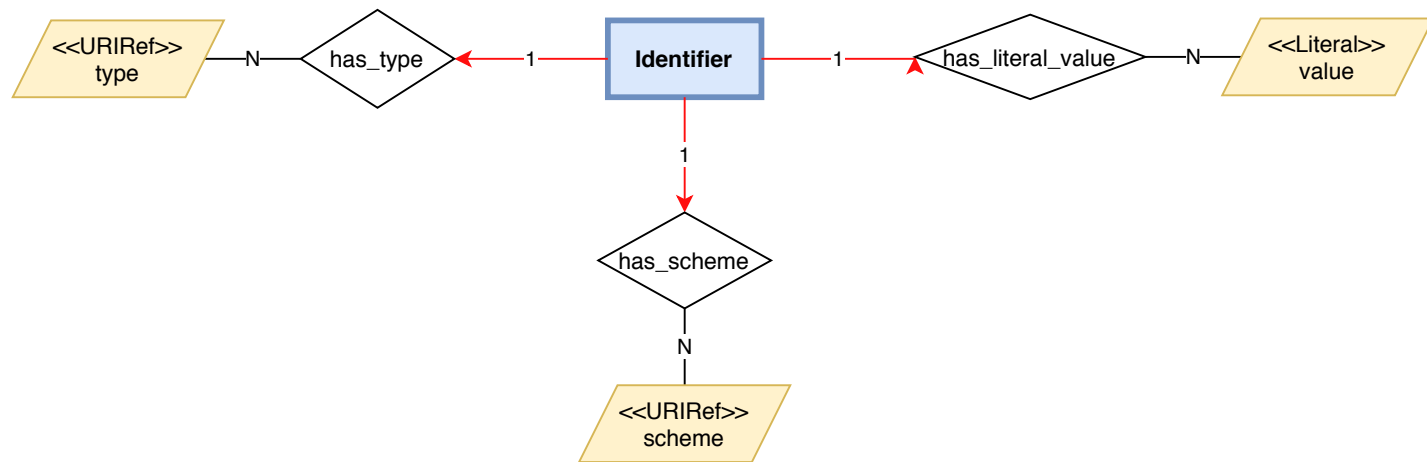 <<URIRef>>
type
N
has_type
1
Identifier
1
has_literal_value
N
<<Literal>>
value
1
has_scheme
N
<<URIRef>>
scheme